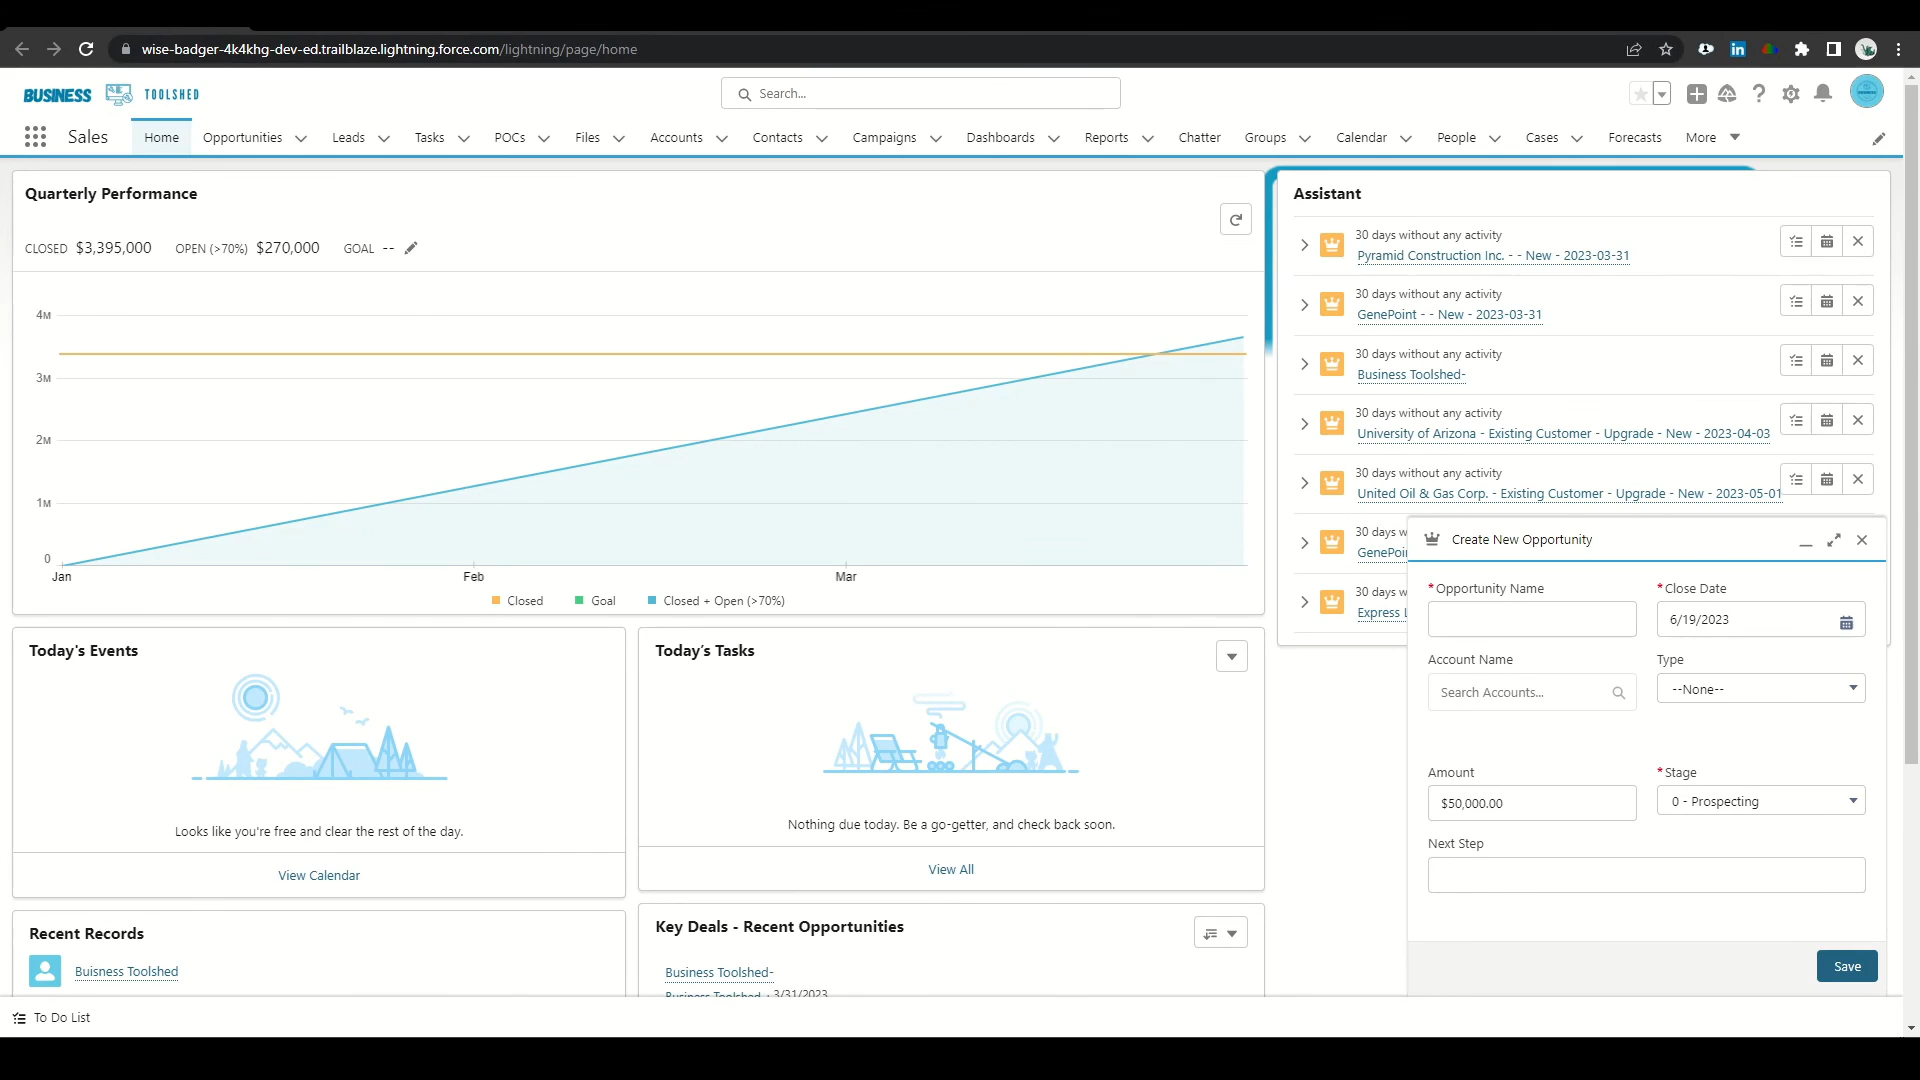 wise-badger-4k4khg-dev-ed.trailblaze.lightning.force.com/lightning/page/home
BUSINESS TOOLSHED
Search...
Sales
Home
Opportunities
Leads
Tasks
POCs
Files
Accounts
Contacts
Campaigns
Dashboards
Reports
Chatter
Groups
Calendar
People
Cases
Forecasts
More
Quarterly Performance
CLOSED $3,395,000 OPEN (>70%) $270,000 GOAL --
4M
3M
2M
1M
0
Jan
Feb
Mar
Closed
Goal
Closed + Open (>70%)
Assistant
30 days without any activity
Pyramid Construction Inc. - - New - 2023-03-31
30 days without any activity
GenePoint - - New - 2023-03-31
30 days without any activity
Business Toolshed-
30 days without any activity
University of Arizona - Existing Customer - Upgrade - New - 2023-04-03
30 days without any activity
United Oil & Gas Corp. - Existing Customer - Upgrade - New - 2023-05-01
30 days w
GenePoi
30 days w
Express L
Create New Opportunity
*Opportunity Name
*Close Date
6/19/2023
Account Name
Search Accounts...
Type
--None--
Amount
$50,000.00
*Stage
0 - Prospecting
Next Step
Save
Today's Events
Looks like you're free and clear the rest of the day.
View Calendar
Today's Tasks
Nothing due today. Be a go-getter, and check back soon.
View All
Recent Records
Buisness Toolshed
Key Deals - Recent Opportunities
Business Toolshed-
Business Toolshed · 3/31/2023
To Do List